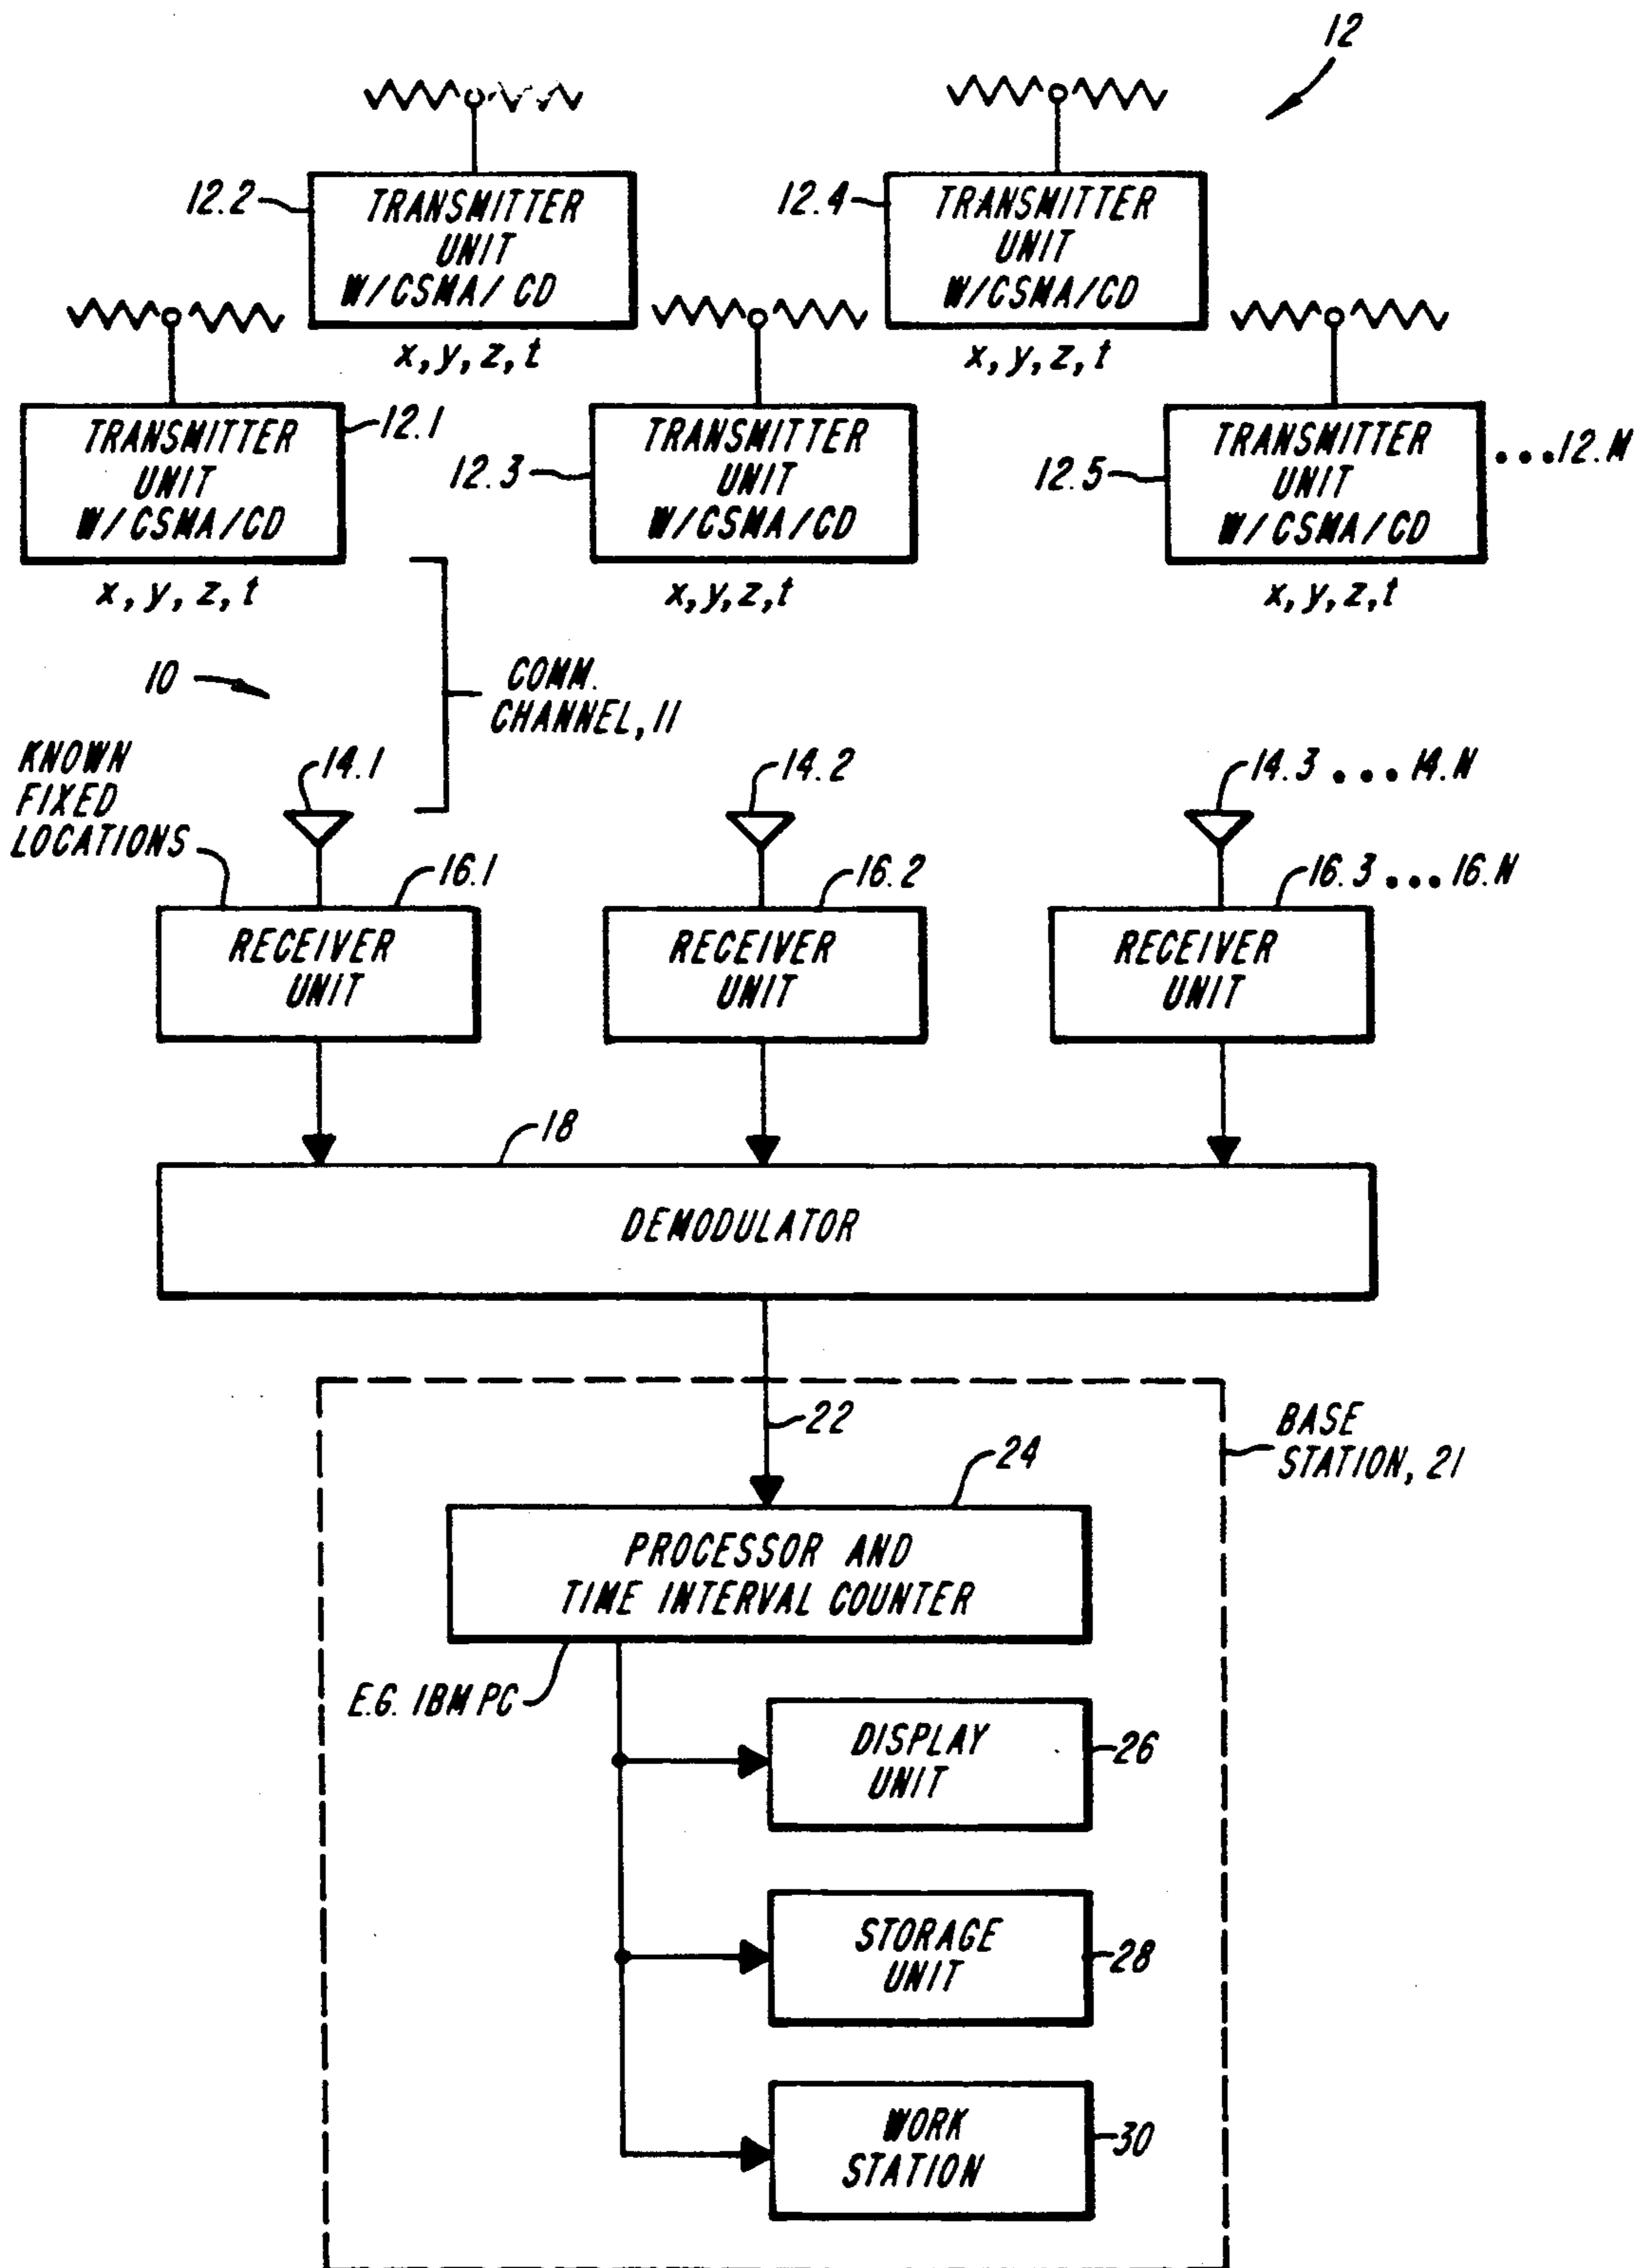 12
12.2
TRANSMITTER
UNIT
W/CSMA/CD
x, y, z, t
12.4
TRANSMITTER
UNIT
W/CSMA/CD
x, y, z, t
12.1
TRANSMITTER
UNIT
W/CSMA/CD
x, y, z, t
12.3
TRANSMITTER
UNIT
W/CSMA/CD
x, y, z, t
12.5
TRANSMITTER
UNIT
W/CSMA/CD
x, y, z, t
...12.M
10
COMM.
CHANNEL, 11
KNOWN
FIXED
LOCATIONS
14.1
14.2
14.3 ... 14.N
16.1
RECEIVER
UNIT
16.2
RECEIVER
UNIT
16.3 ... 16.N
RECEIVER
UNIT
18
DEMODULATOR
22
BASE
STATION, 21
24
PROCESSOR AND
TIME INTERVAL COUNTER
E.G. IBM PC
DISPLAY
UNIT
26
STORAGE
UNIT
28
WORK
STATION
30